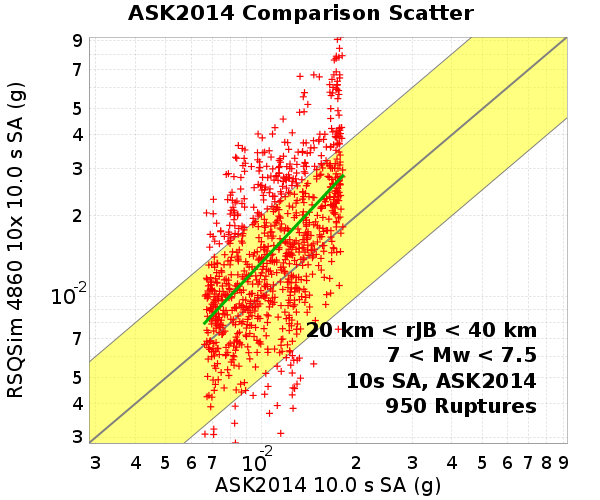 ASK2014 Comparison Scatter
RSQSim 4860 10x 10.0 s SA (g)
9
7
5
4
3
2
10-2
7
5
4
3
20 km < rJB < 40 km
7 < Mw < 7.5
10s SA, ASK2014
950 Ruptures
3 4 5 6 7 10-2 2 3 4 5 6 7 8 9
ASK2014 10.0 s SA (g)